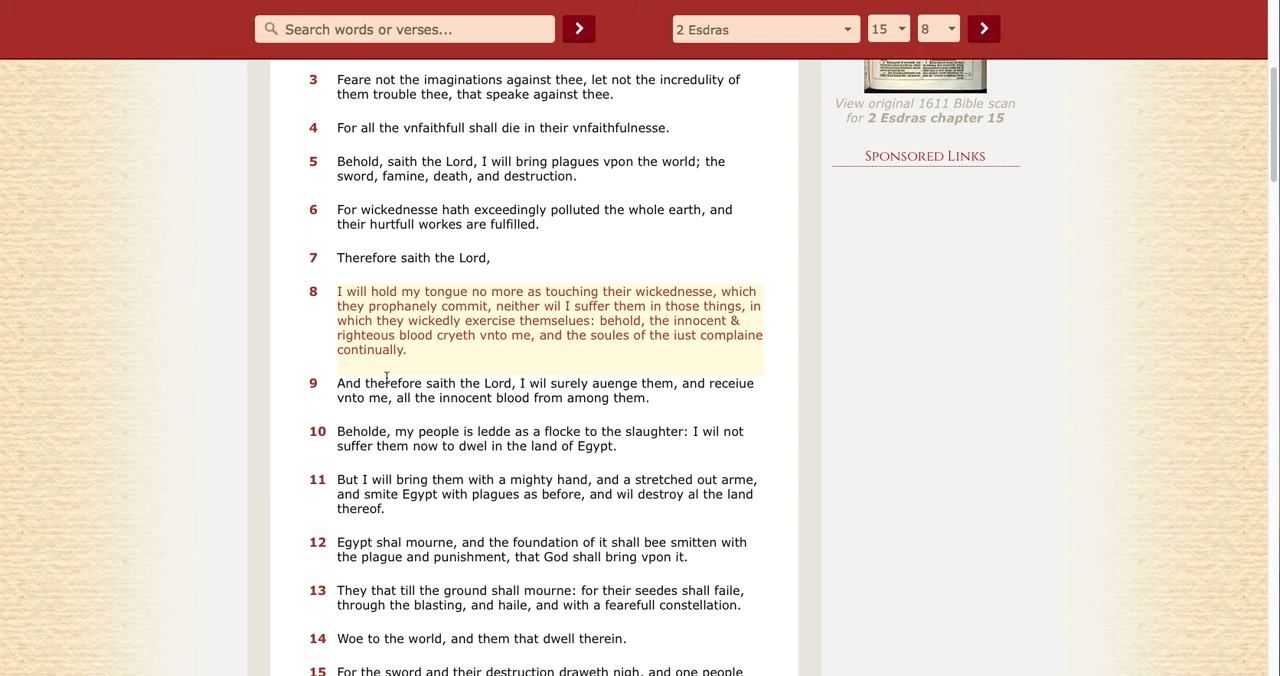 Search words or verses...
2 Esdras
15
8
3 Feare not the imaginations against thee, let not the incredulity of
them trouble thee, that speake against thee.
4 For all the vnfaithfull shall die in their vnfaithfulnesse.
5 Behold, saith the Lord, I will bring plagues vpon the world; the
sword, famine, death, and destruction.
6 For wickednesse hath exceedingly polluted the whole earth, and
their hurtfull workes are fulfilled.
7 Therefore saith the Lord,
8 I will hold my tongue no more as touching their wickednesse, which
they prophanely commit, neither wil I suffer them in those things, in
which they wickedly exercise themselues: behold, the innocent &
righteous blood cryeth vnto me, and the soules of the iust complaine
continually.
9 And therefore saith the Lord, I wil surely auenge them, and receiue
vnto me, all the innocent blood from among them.
10 Beholde, my people is ledde as a flocke to the slaughter: I wil not
suffer them now to dwel in the land of Egypt.
11 But I will bring them with a mighty hand, and a stretched out arme,
and smite Egypt with plagues as before, and wil destroy al the land
thereof.
12 Egypt shal mourne, and the foundation of it shall bee smitten with
the plague and punishment, that God shall bring vpon it.
13 They that till the ground shall mourne: for their seedes shall faile,
through the blasting, and haile, and with a fearefull constellation.
14 Woe to the world, and them that dwell therein.
15 For the sword and their destruction draweth nigh, and one people
View original 1611 Bible scan
for 2 Esdras chapter 15
Sponsored Links